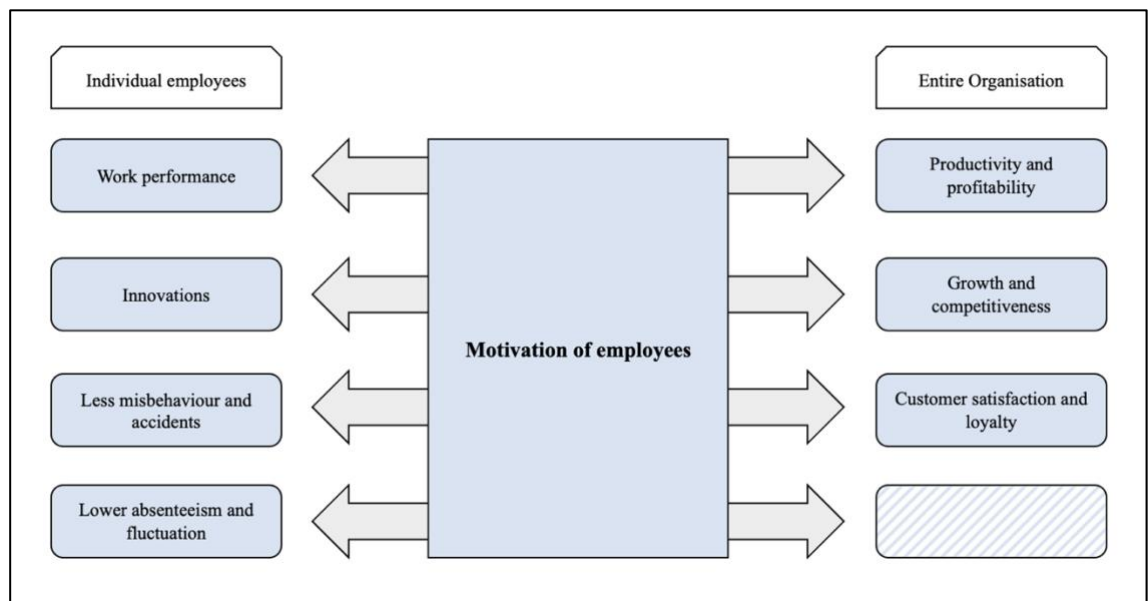 Individual employees
Entire Organisation
Work performance
Productivity and
profitability
Innovations
Growth and
competitiveness
Motivation of employees
Less misbehaviour and
accidents
Customer satisfaction and
loyalty
Lower absenteeism and
fluctuation